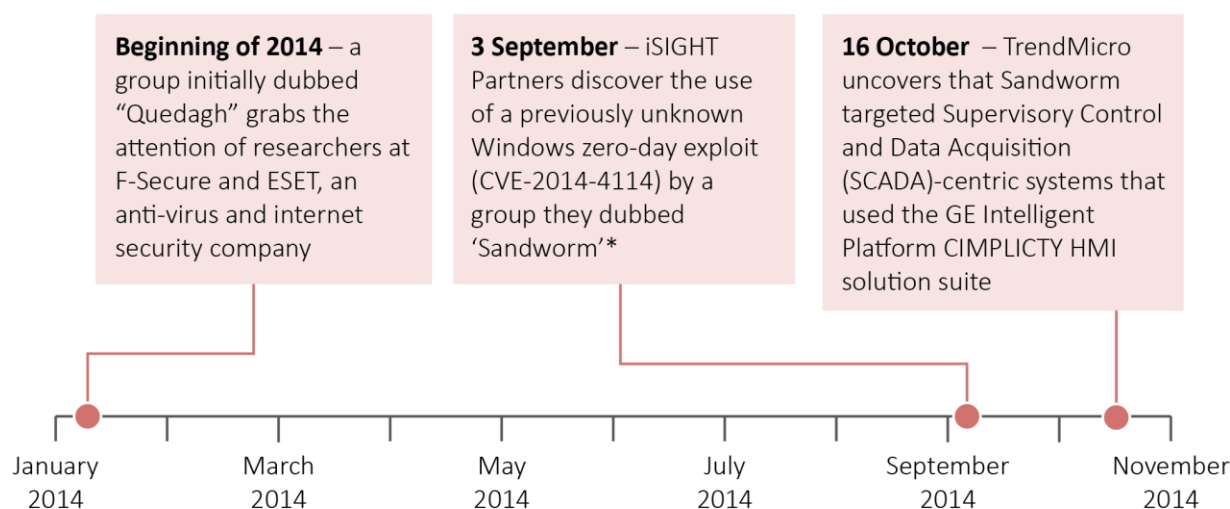 Beginning of 2014 – a
group initially dubbed
“Quedagh” grabs the
attention of researchers at
F-Secure and ESET, an
anti-virus and internet
security company
3 September – iSIGHT
Partners discover the use
of a previously unknown
Windows zero-day exploit
(CVE-2014-4114) by a
group they dubbed
‘Sandworm’*
16 October – TrendMicro
uncovers that Sandworm
targeted Supervisory Control
and Data Acquisition
(SCADA)-centric systems that
used the GE Intelligent
Platform CIMPLICTY HMI
solution suite
January
2014
March
2014
May
2014
July
2014
September
2014
November
2014